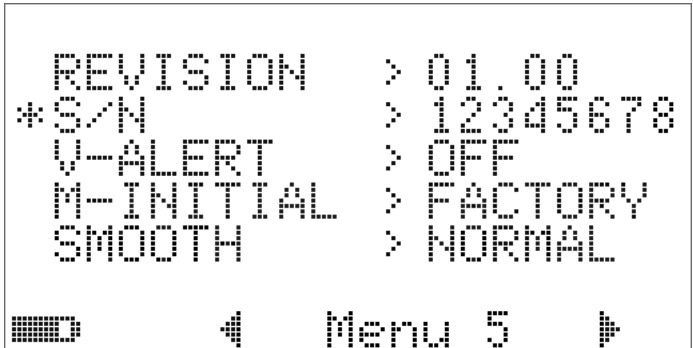 REVISION > 01.00
*S/N > 12345678
V-ALERT > OFF
M-INITIAL > FACTORY
SMOOTH > NORMAL
Menu 5